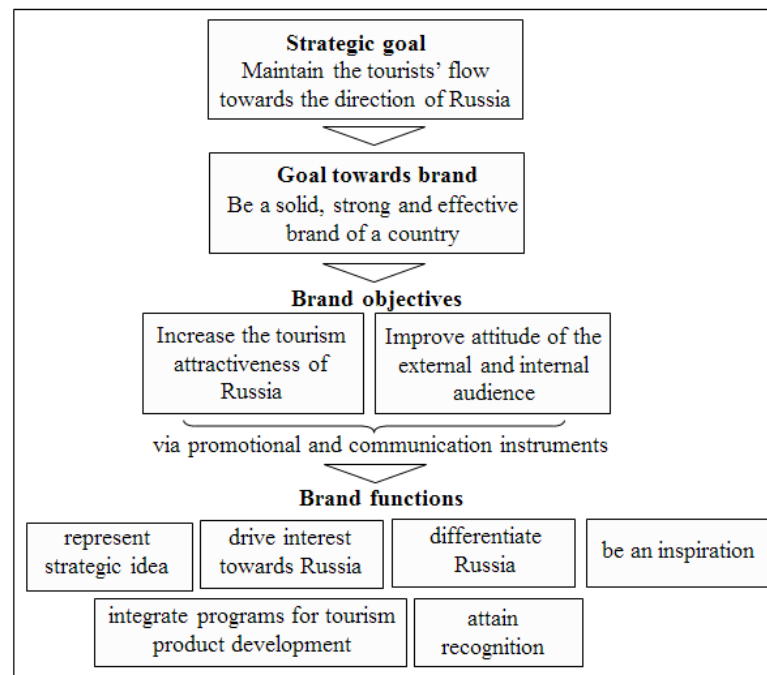 Strategic goal
Maintain the tourists' flow
towards the direction of Russia
Goal towards brand
Be a solid, strong and effective
brand of a country
Brand objectives
Increase the tourism
attractiveness of
Russia
Improve attitude of the
external and internal
audience
via promotional and communication instruments
Brand functions
represent
strategic idea
drive interest
towards Russia
differentiate
Russia
be an inspiration
integrate programs for tourism
product development
attain
recognition